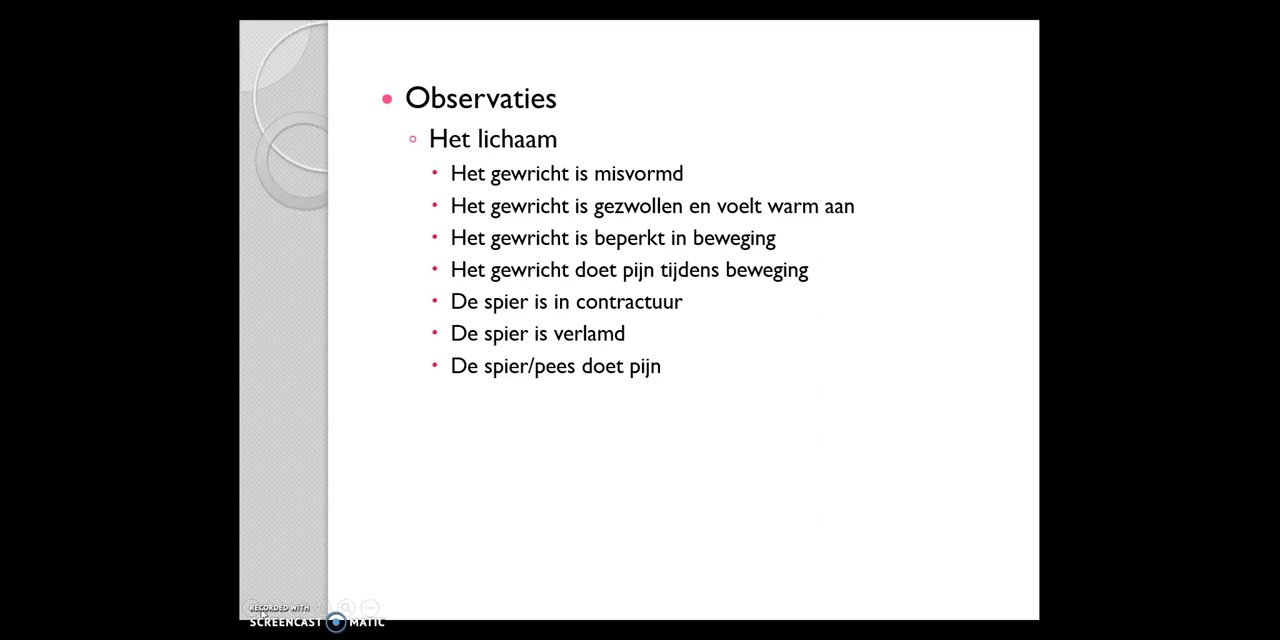 Observaties
Het lichaam
Het gewricht is misvormd
Het gewricht is gezwollen en voelt warm aan
Het gewricht is beperkt in beweging
Het gewricht doet pijn tijdens beweging
De spier is in contractuur
De spier is verlamd
De spier/pees doet pijn
RECORDED WITH
SCREENCAST MATIC